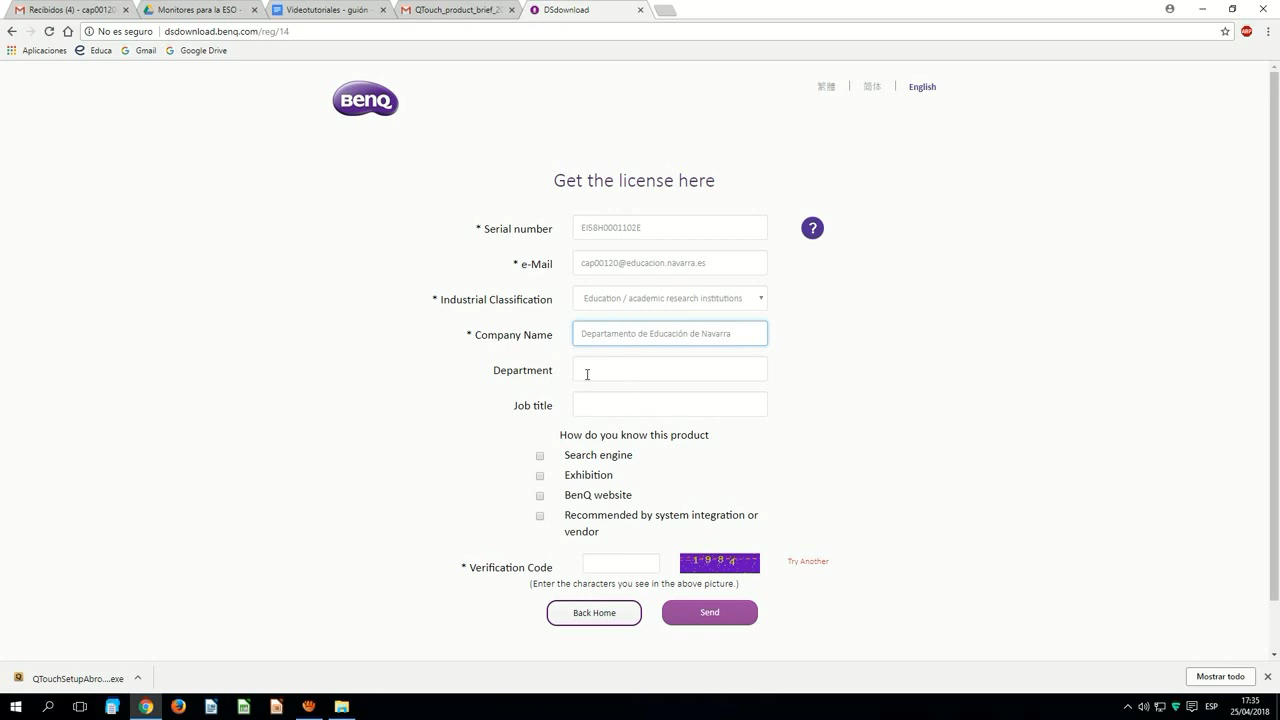 Recibidos (4) - cap00120
Monitores para la ESO -
Videotutoriales - guión
QTouch_product_brief_20
DSdownload
No es seguro | dsdownload.benq.com/reg/14
Aplicaciones Educa Gmail Google Drive
BenQ
繁體 | 简体 | English
Get the license here
* Serial number EI58H0001102E ?
* e-Mail cap00120@educacion.navarra.es
* Industrial Classification Education / academic research institutions
* Company Name Departamento de Educación de Navarra
Department
Job title
How do you know this product
Search engine
Exhibition
BenQ website
Recommended by system integration or
vendor
* Verification Code 1984 Try Another
(Enter the characters you see in the above picture.)
Back Home Send
QTouchSetupAbro....exe Mostrar todo
ESP 17:35
25/04/2018